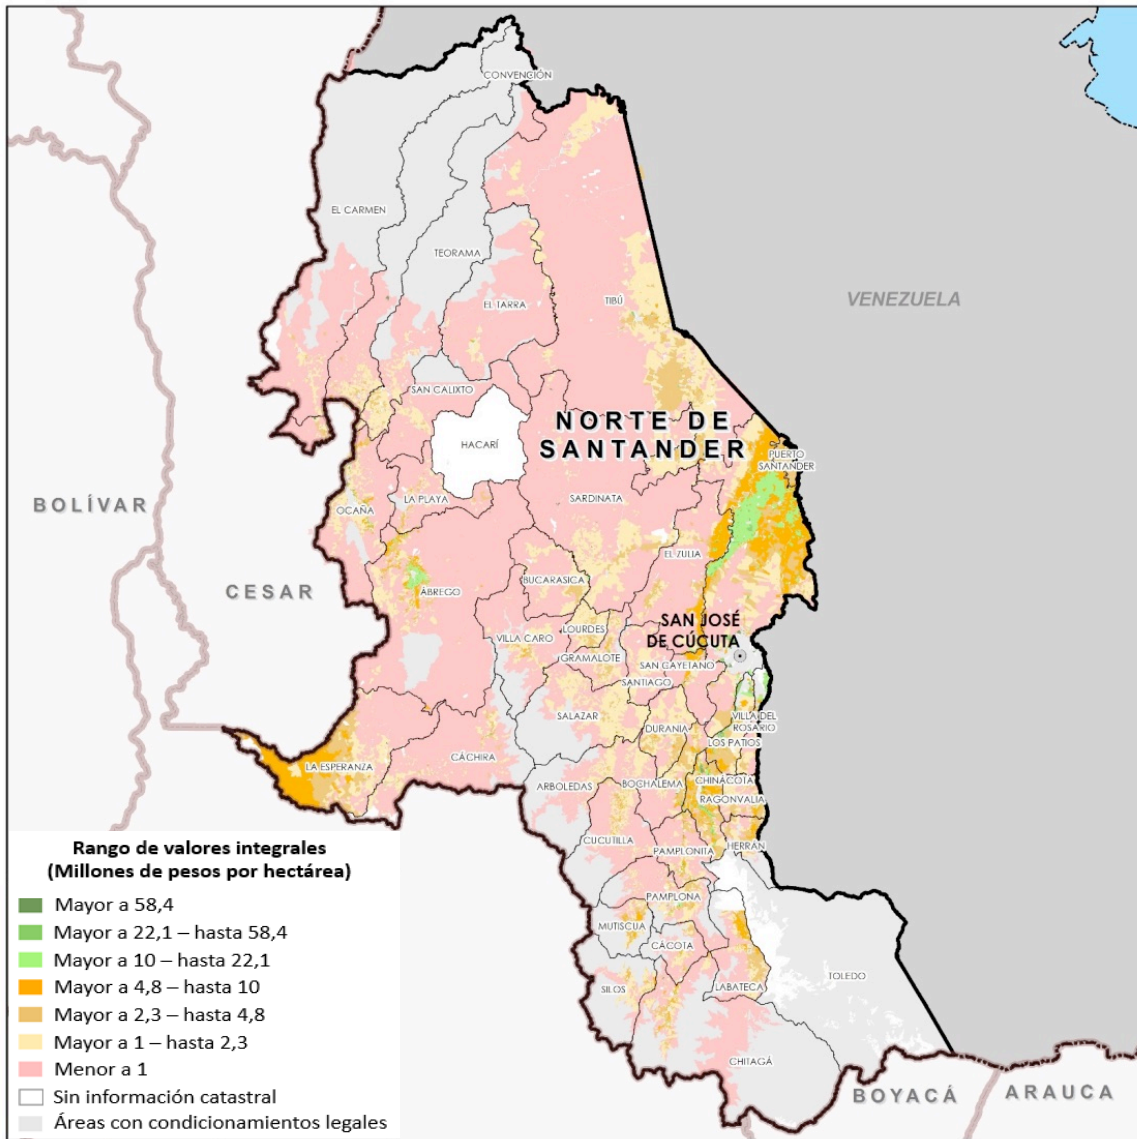 CONVENCIÓN
EL CARMEN
TEORAMA
EL TARRA
TIBÚ
VENEZUELA
SAN CALIXTO
NORTE DE
SANTANDER
HACARÍ
PUERTO
SANTANDER
BOLÍVAR
OCAÑA
LA PLAYA
SARDINATA
EL ZULIA
CESAR
ÁBREGO
BUCARASICA
SAN JOSÉ
DE CÚCUTA
VILLA CARO
LOURDES
GRAMALOTE
SAN CAYETANO
SANTIAGO
SALAZAR
DURANIA
VILLA DEL
ROSARIO
LOS PATIOS
LA ESPERANZA
CÁCHIRA
ARBOLEDAS
BOCHALEMA
CHINÁCOTA
RAGONVALIA
CUCUTILLA
PAMPLONITA
HERRÁN
PAMPLONA
MUTISCUA
CÁCOTA
TOLEDO
SILOS
LABATECA
CHITAGÁ
BOYACÁ
ARAUCA
Rango de valores integrales
(Millones de pesos por hectárea)
Mayor a 58,4
Mayor a 22,1 – hasta 58,4
Mayor a 10 – hasta 22,1
Mayor a 4,8 – hasta 10
Mayor a 2,3 – hasta 4,8
Mayor a 1 – hasta 2,3
Menor a 1
Sin información catastral
Áreas con condicionamientos legales